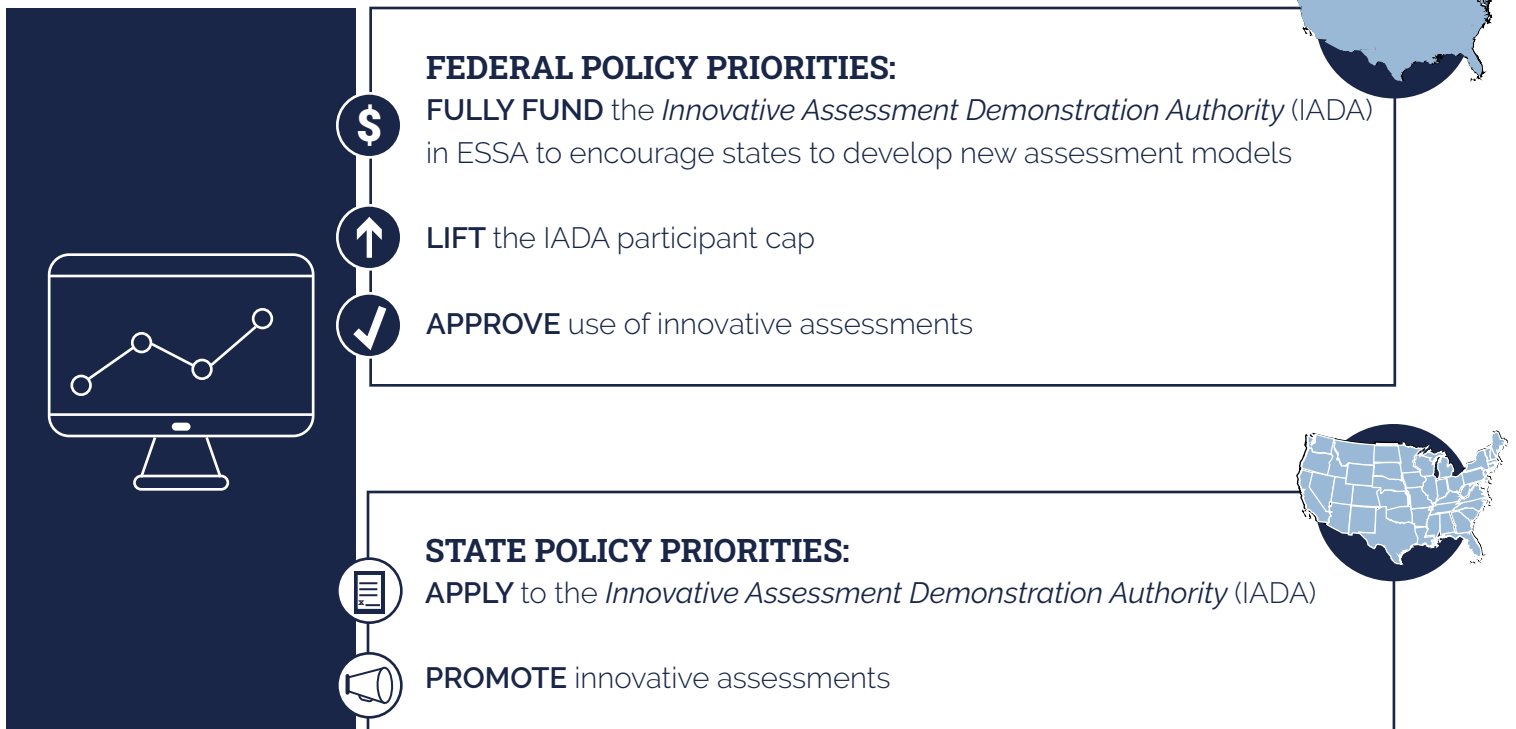 FEDERAL POLICY PRIORITIES:
FULLY FUND the Innovative Assessment Demonstration Authority (IADA)
in ESSA to encourage states to develop new assessment models
LIFT the IADA participant cap
APPROVE use of innovative assessments
STATE POLICY PRIORITIES:
APPLY to the Innovative Assessment Demonstration Authority (IADA)
PROMOTE innovative assessments